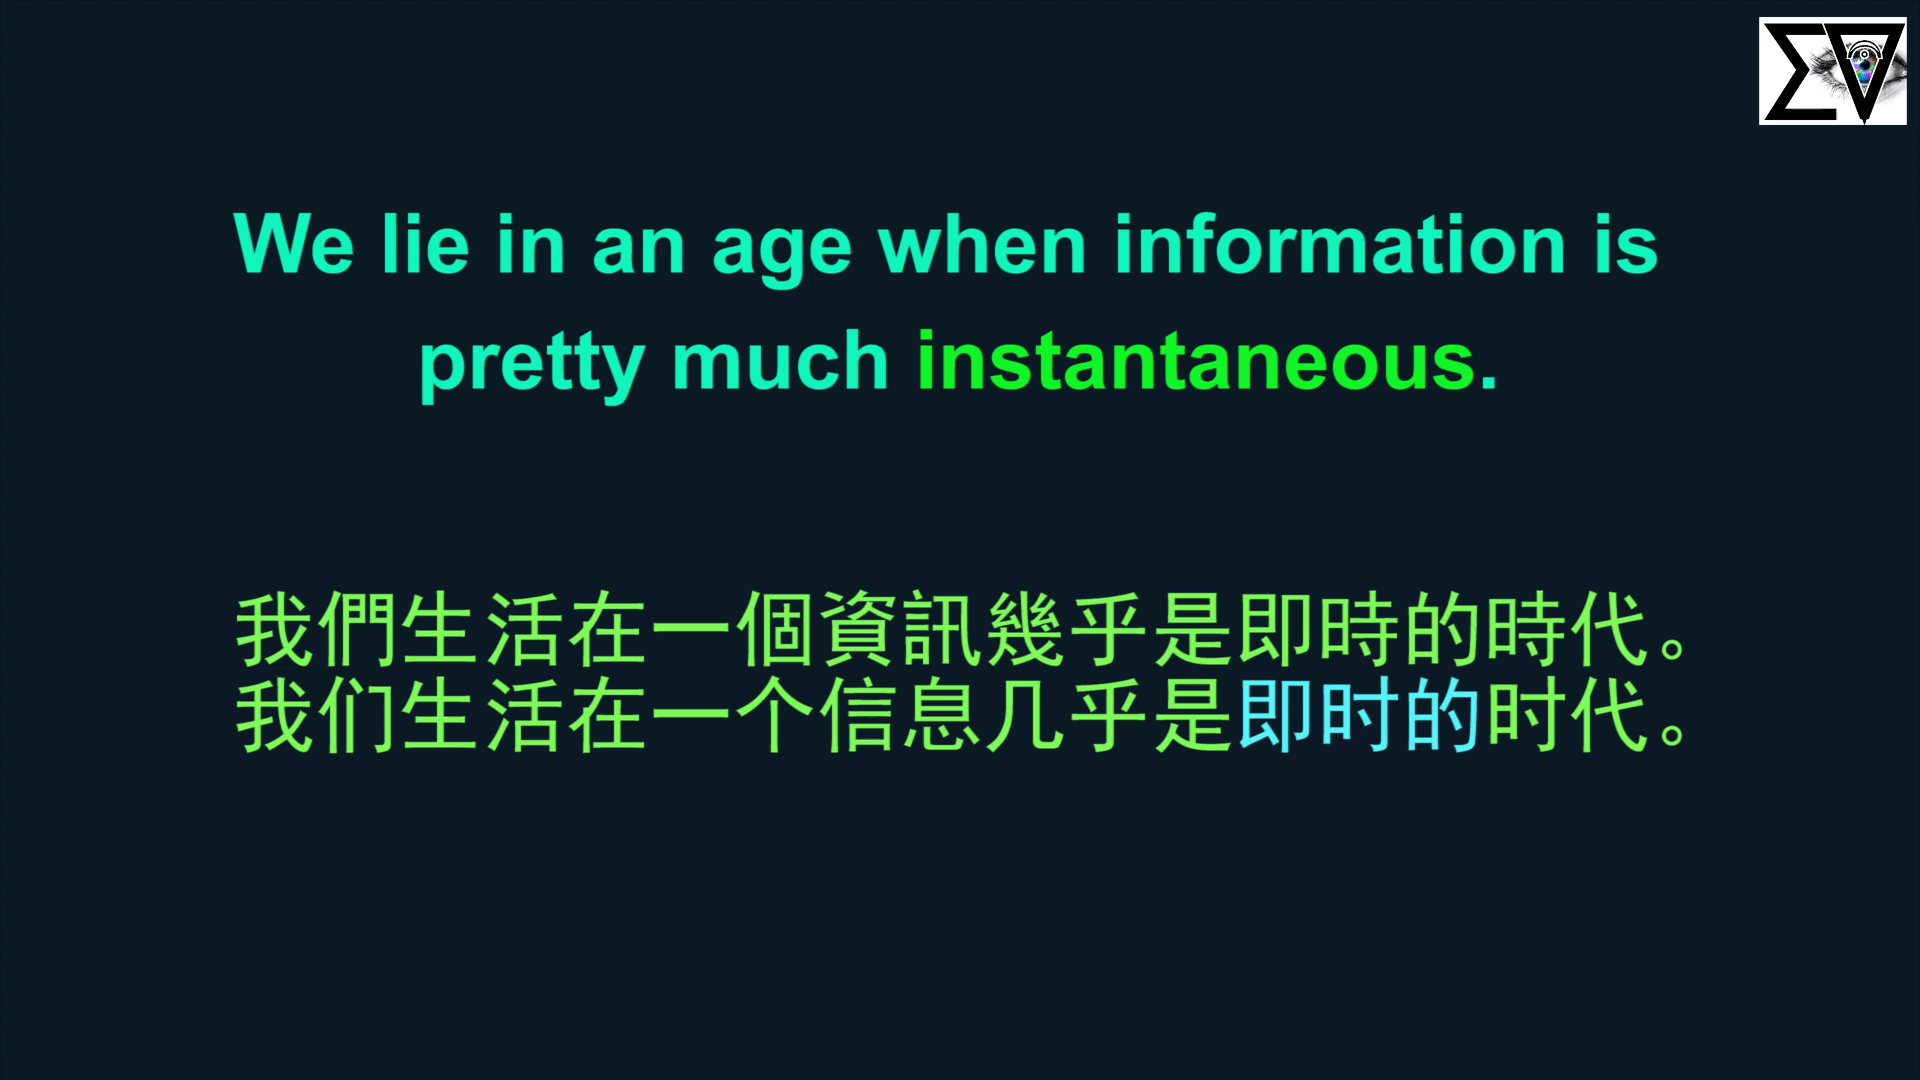 We lie in an age when information is
pretty much instantaneous.
我們生活在一個資訊幾乎是即時的時代。
我们生活在一个信息几乎是即时的时代。